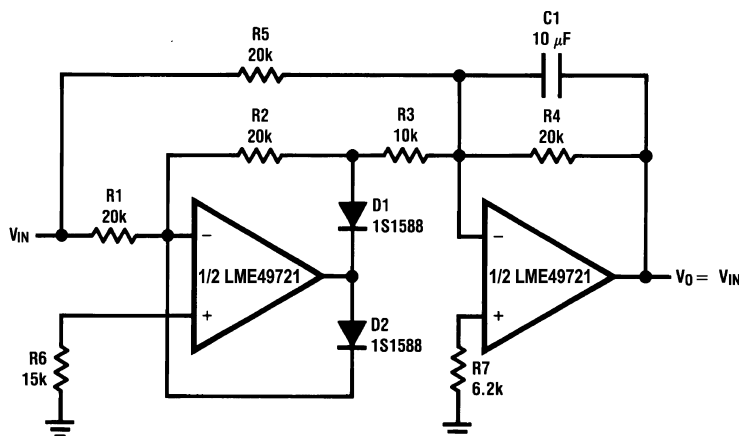 C1
10 µF
R5
20k
R2
20k
R3
10k
R4
20k
R1
20k
D1
1S1588
VIN
−
−
1/2 LME49721
1/2 LME49721
VO = VIN
+
+
D2
1S1588
R6
15k
R7
6.2k